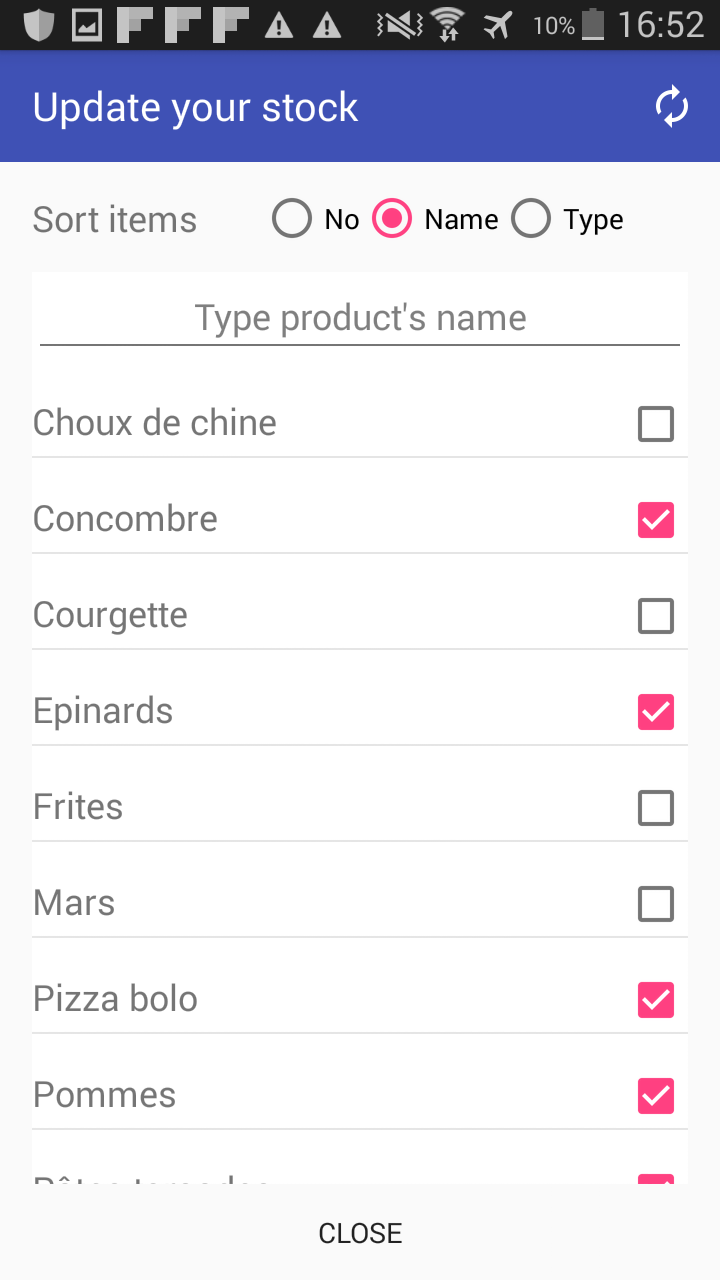 10% 16:52
Update your stock
Sort items No Name Type
Type product's name
Choux de chine
Concombre
Courgette
Epinards
Frites
Mars
Pizza bolo
Pommes
CLOSE